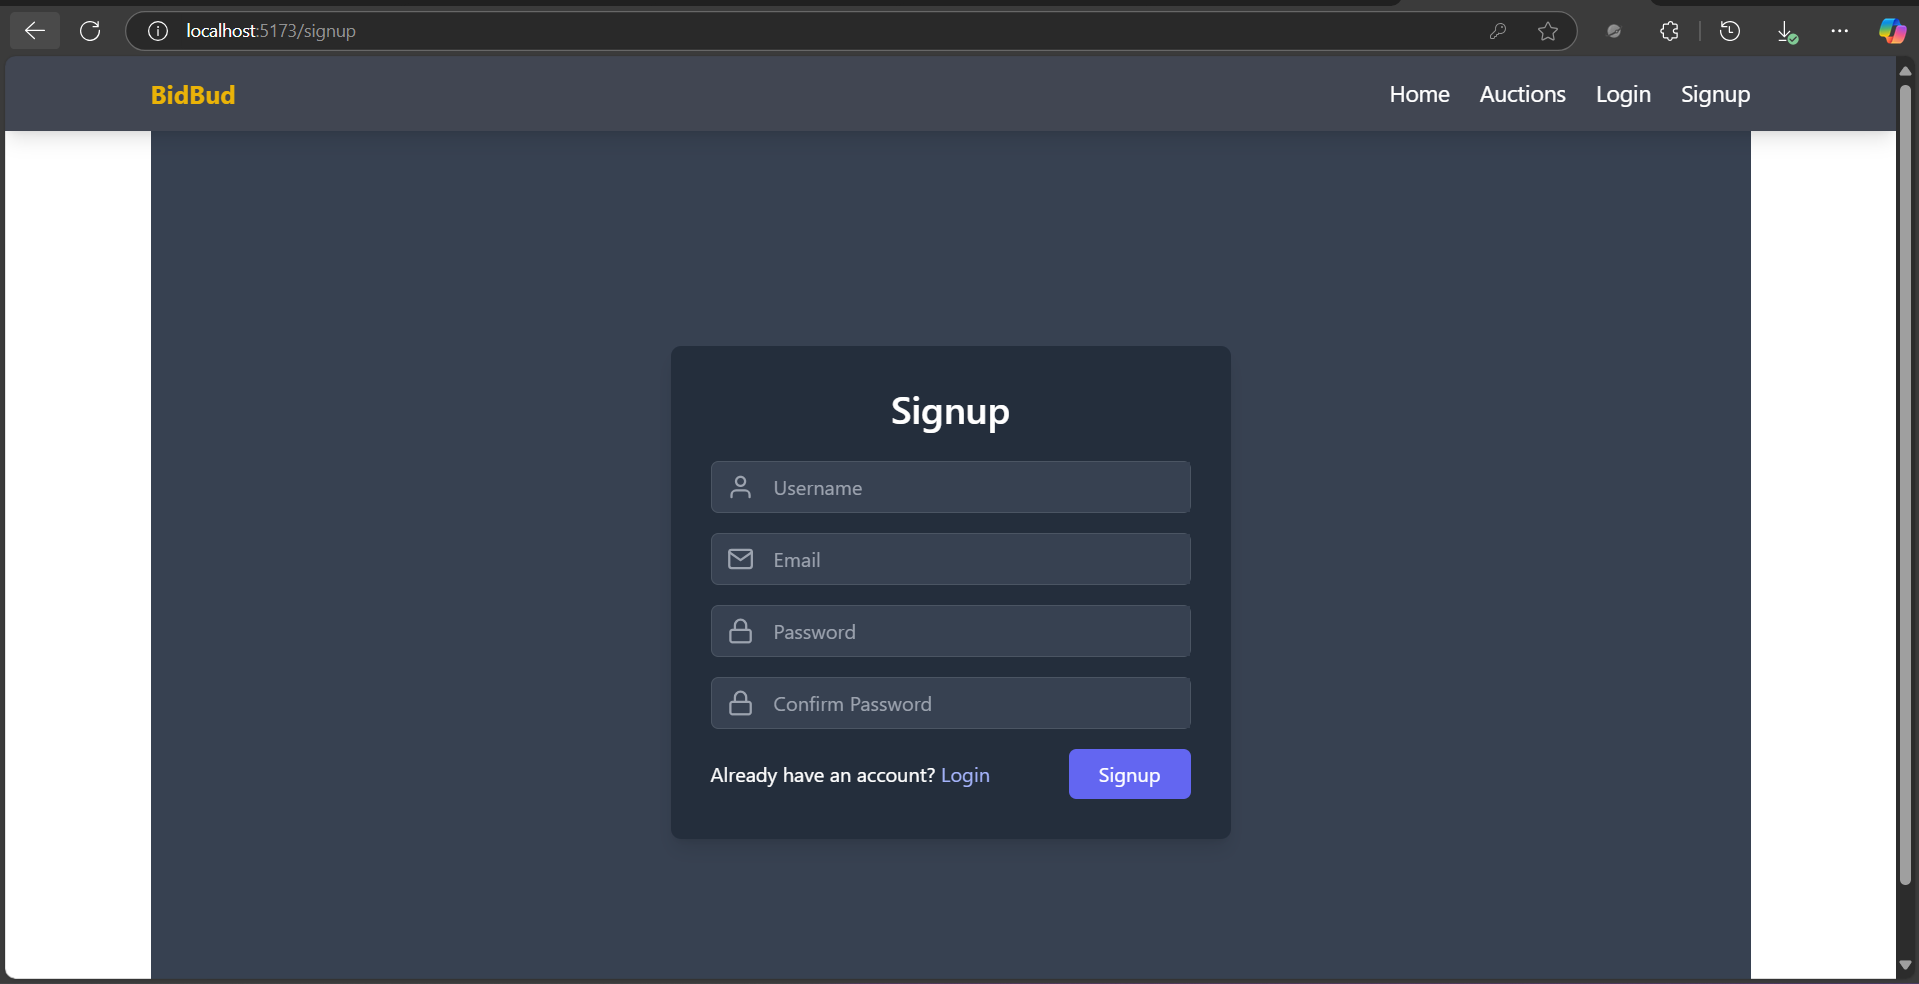 localhost:5173/signup
BidBud
Home Auctions Login Signup
Signup
Username
Email
Password
Confirm Password
Already have an account? Login Signup